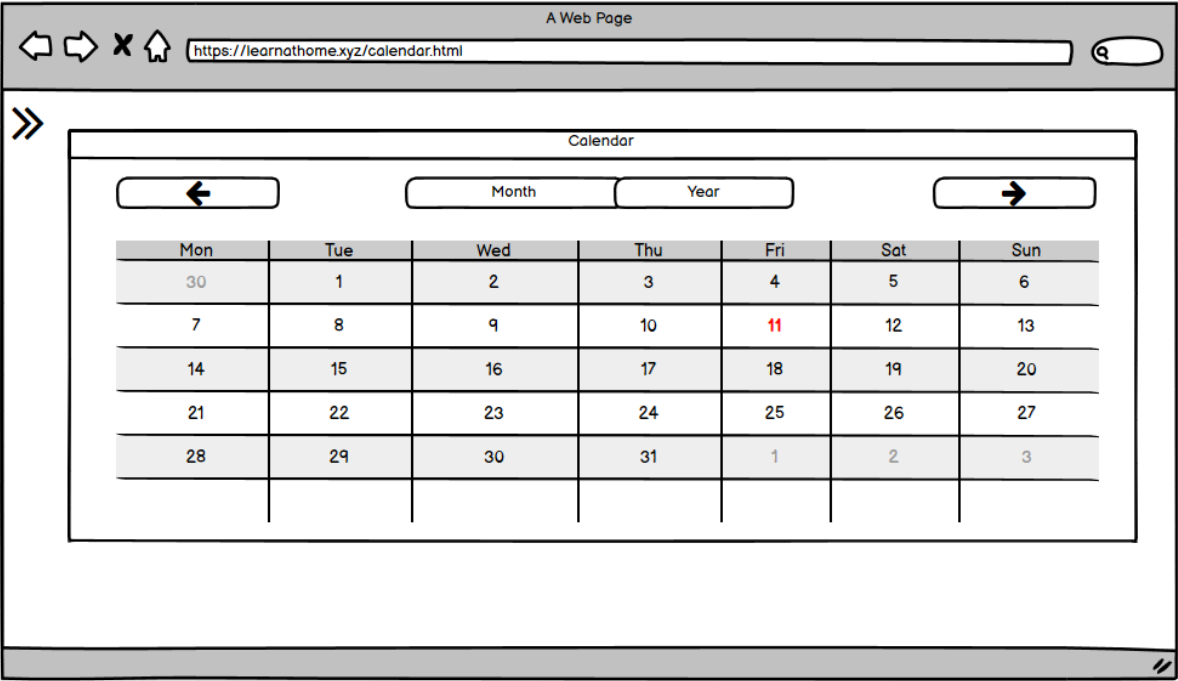 A Web Page
https://learnathome.xyz/calendar.html
Calendar
Month Year
Mon Tue Wed Thu Fri Sat Sun
30 1 2 3 4 5 6
7 8 9 10 11 12 13
14 15 16 17 18 19 20
21 22 23 24 25 26 27
28 29 30 31 1 2 3